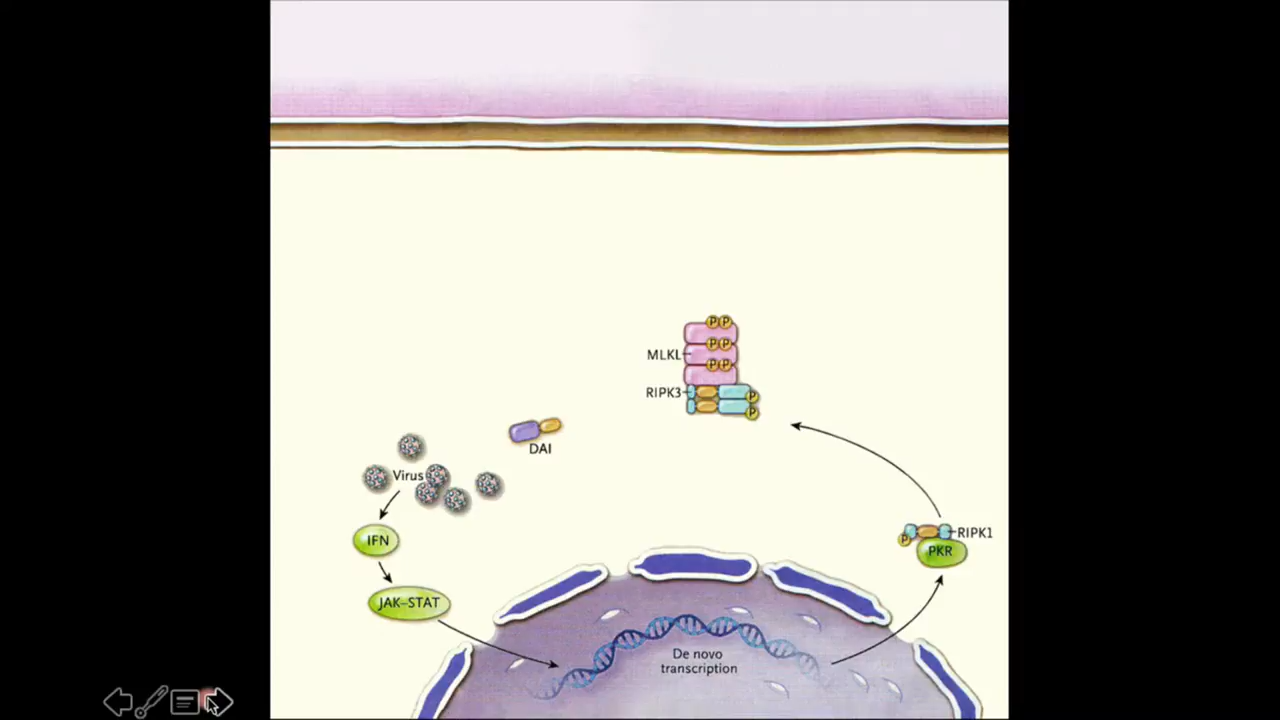 P P
P P
MLKL
P P
RIPK3
P
P
DAI
Virus
IFN
RIPK1
P
PKR
JAK–STAT
De novo
transcription